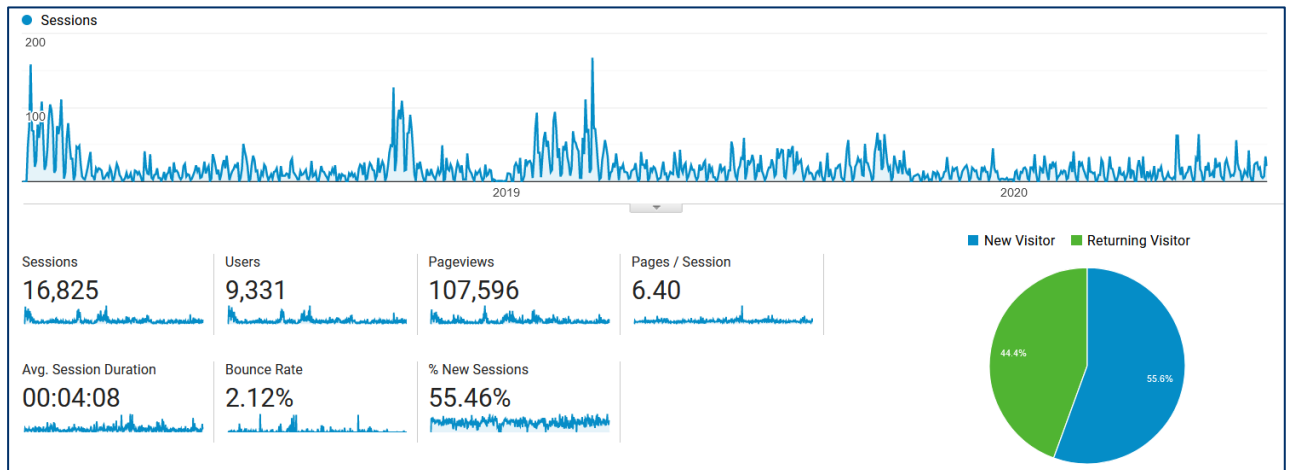 Sessions
200
100
2019
2020
New Visitor
Returning Visitor
Sessions
16,825
Users
9,331
Pageviews
107,596
Pages / Session
6.40
Avg. Session Duration
00:04:08
Bounce Rate
2.12%
% New Sessions
55.46%
44.4%
55.6%